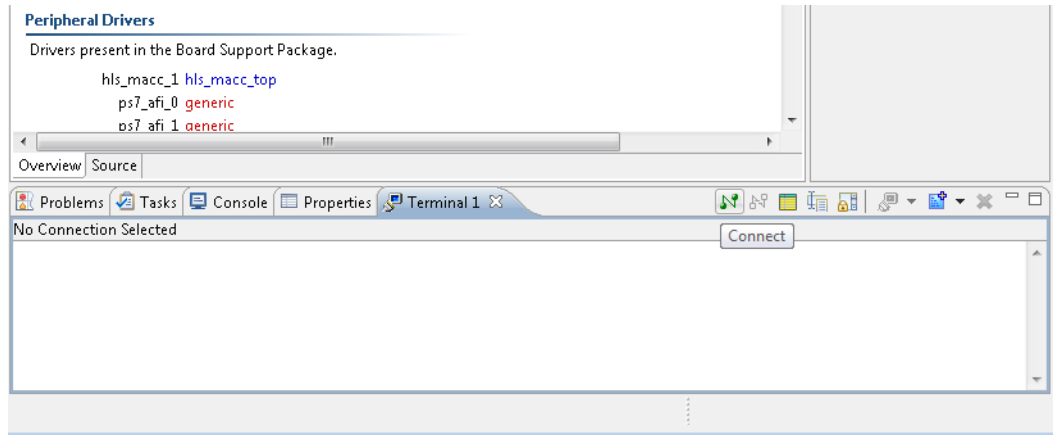 Peripheral Drivers
Drivers present in the Board Support Package.
hls_macc_1 hls_macc_top
ps7_afi_0 generic
ps7_afi_1 generic
Overview Source
Problems Tasks Console Properties Terminal 1
No Connection Selected
Connect